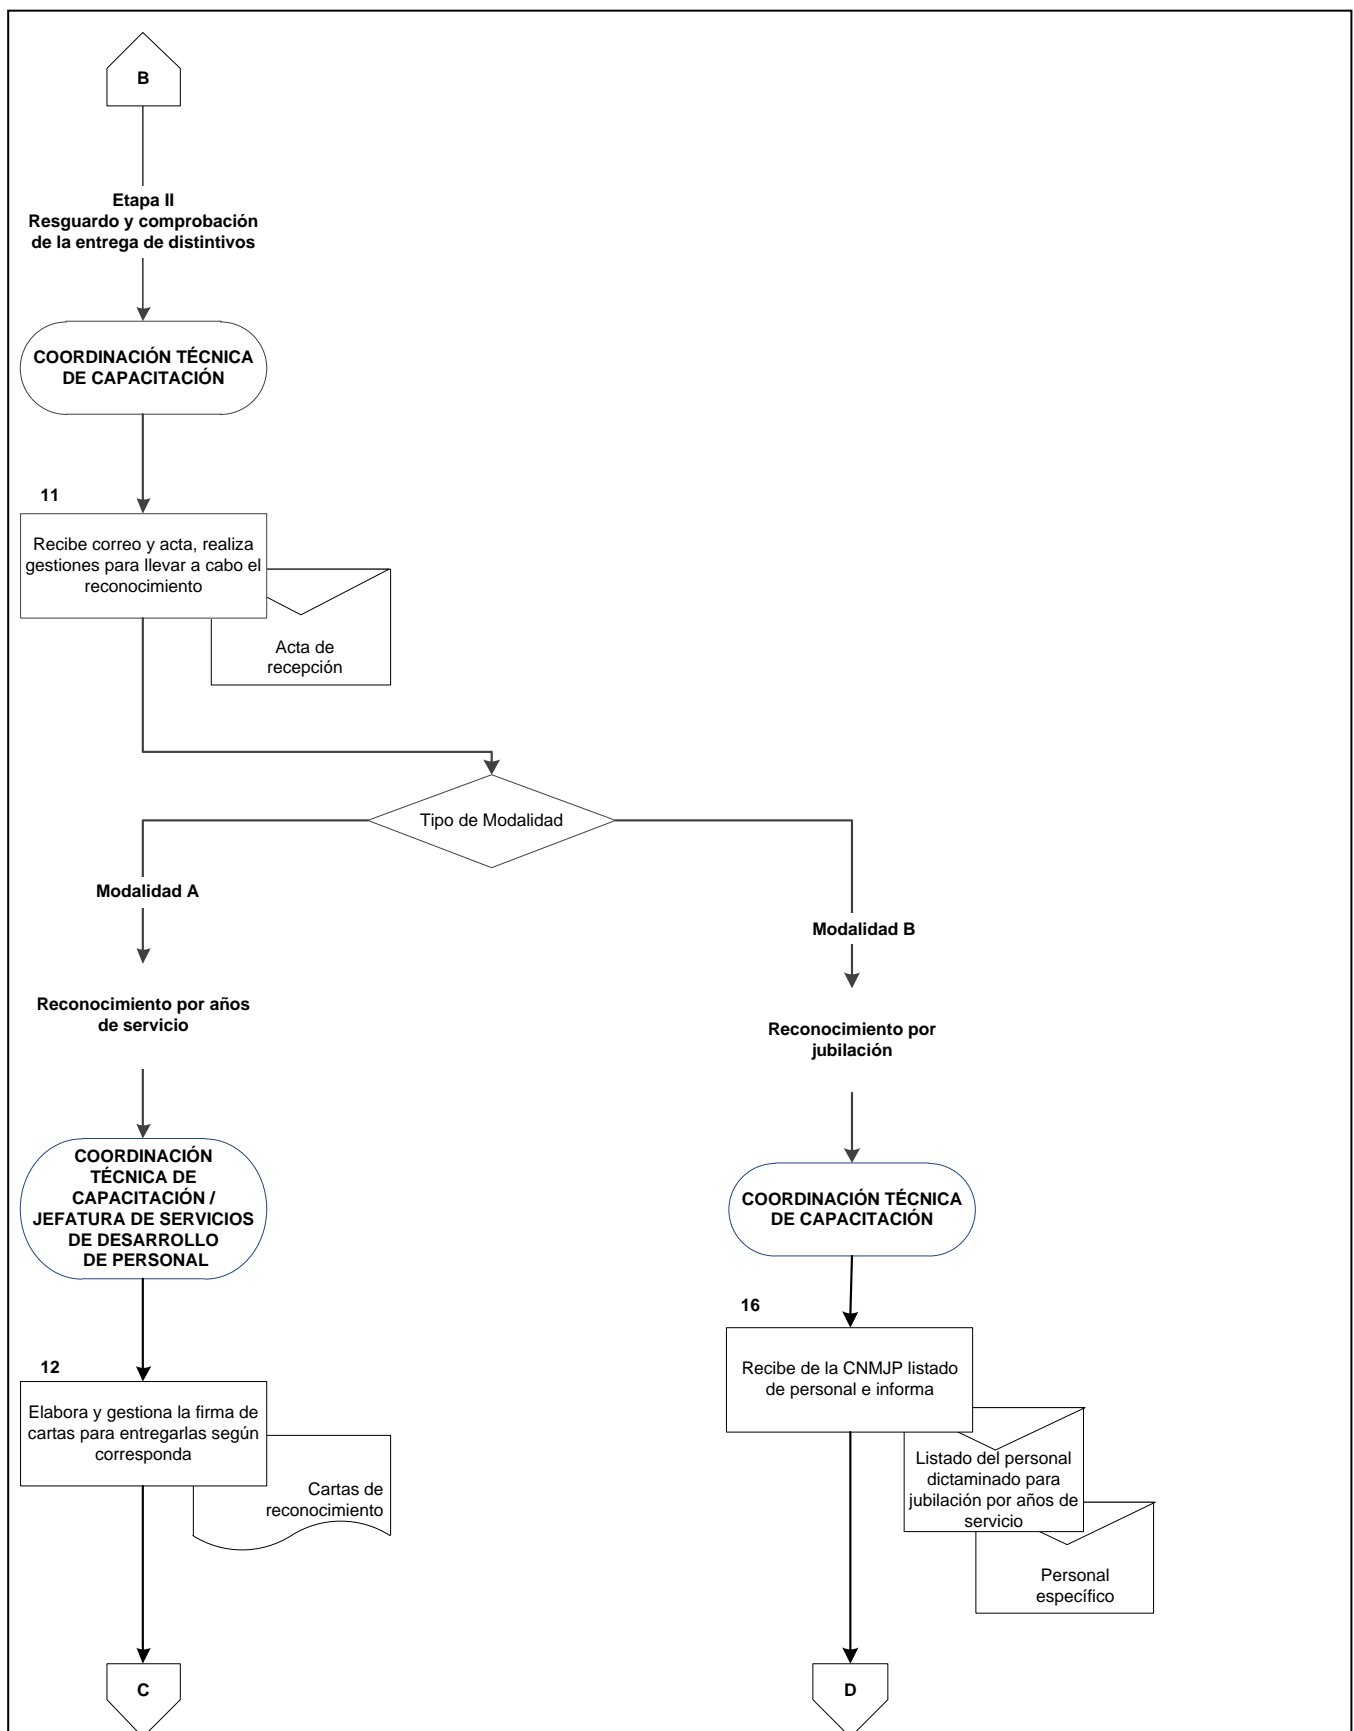 B
Etapa II
Resguardo y comprobación
de la entrega de distintivos
COORDINACIÓN TÉCNICA
DE CAPACITACIÓN
11
Recibe correo y acta, realiza
gestiones para llevar a cabo el
reconocimiento
Acta de
recepción
Tipo de Modalidad
Modalidad A
Reconocimiento por años
de servicio
COORDINACIÓN
TÉCNICA DE
CAPACITACIÓN /
JEFATURA DE SERVICIOS
DE DESARROLLO
DE PERSONAL
12
Elabora y gestiona la firma de
cartas para entregarlas según
corresponda
Cartas de
reconocimiento
C
Modalidad B
Reconocimiento por
jubilación
COORDINACIÓN TÉCNICA
DE CAPACITACIÓN
16
Recibe de la CNMJP listado
de personal e informa
Listado del personal
dictaminado para
jubilación por años de
servicio
Personal
específico
D